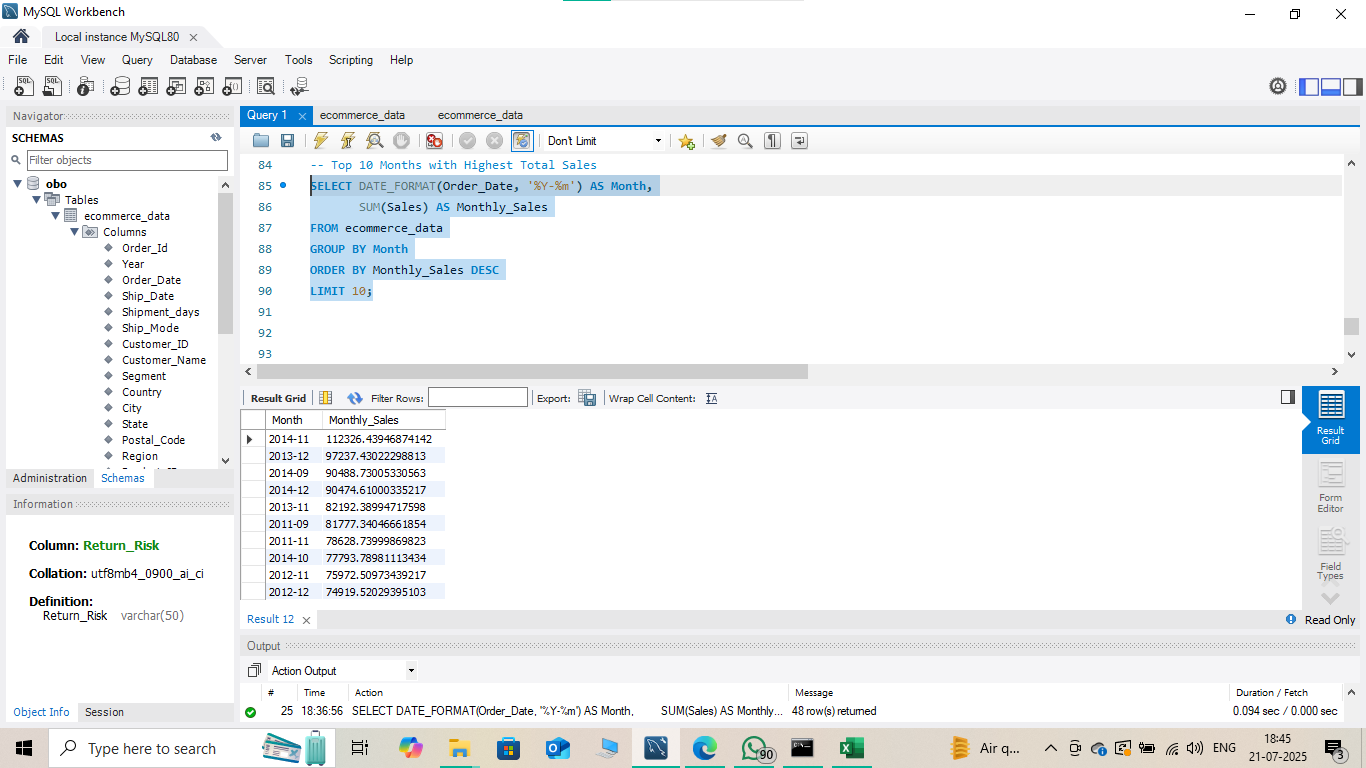 MySQL Workbench
Local instance MySQL80
File Edit View Query Database Server Tools Scripting Help
Navigator
SCHEMAS
Filter objects
obo
Tables
ecommerce_data
Columns
Order_Id
Year
Order_Date
Ship_Date
Shipment_days
Ship_Mode
Customer_ID
Customer_Name
Segment
Country
City
State
Postal_Code
Region
Administration Schemas
Information
Column: Return_Risk
Collation: utf8mb4_0900_ai_ci
Definition:
Return_Risk varchar(50)
Object Info Session
Query 1 ecommerce_data ecommerce_data
Don't Limit
84 -- Top 10 Months with Highest Total Sales
85 SELECT DATE_FORMAT(Order_Date, '%Y-%m') AS Month,
86 SUM(Sales) AS Monthly_Sales
87 FROM ecommerce_data
88 GROUP BY Month
89 ORDER BY Monthly_Sales DESC
90 LIMIT 10;
91
92
93
Result Grid Filter Rows: Export: Wrap Cell Content:
Month Monthly_Sales
2014-11 112326.43946874142
2013-12 97237.43022298813
2014-09 90488.73005330563
2014-12 90474.61000335217
2013-11 82192.38994717598
2011-09 81777.34046661854
2011-11 78628.73999869823
2014-10 77793.78981113434
2012-11 75972.50973439217
2012-12 74919.52029395103
Result
Grid
Form
Editor
Field
Types
Result 12
Read Only
Output
Action Output
# Time Action Message Duration / Fetch
25 18:36:56 SELECT DATE_FORMAT(Order_Date, '%Y-%m') AS Month, SUM(Sales) AS Monthly... 48 row(s) returned 0.094 sec / 0.000 sec
Type here to search
90
Air q...
ENG
18:45
21-07-2025
3